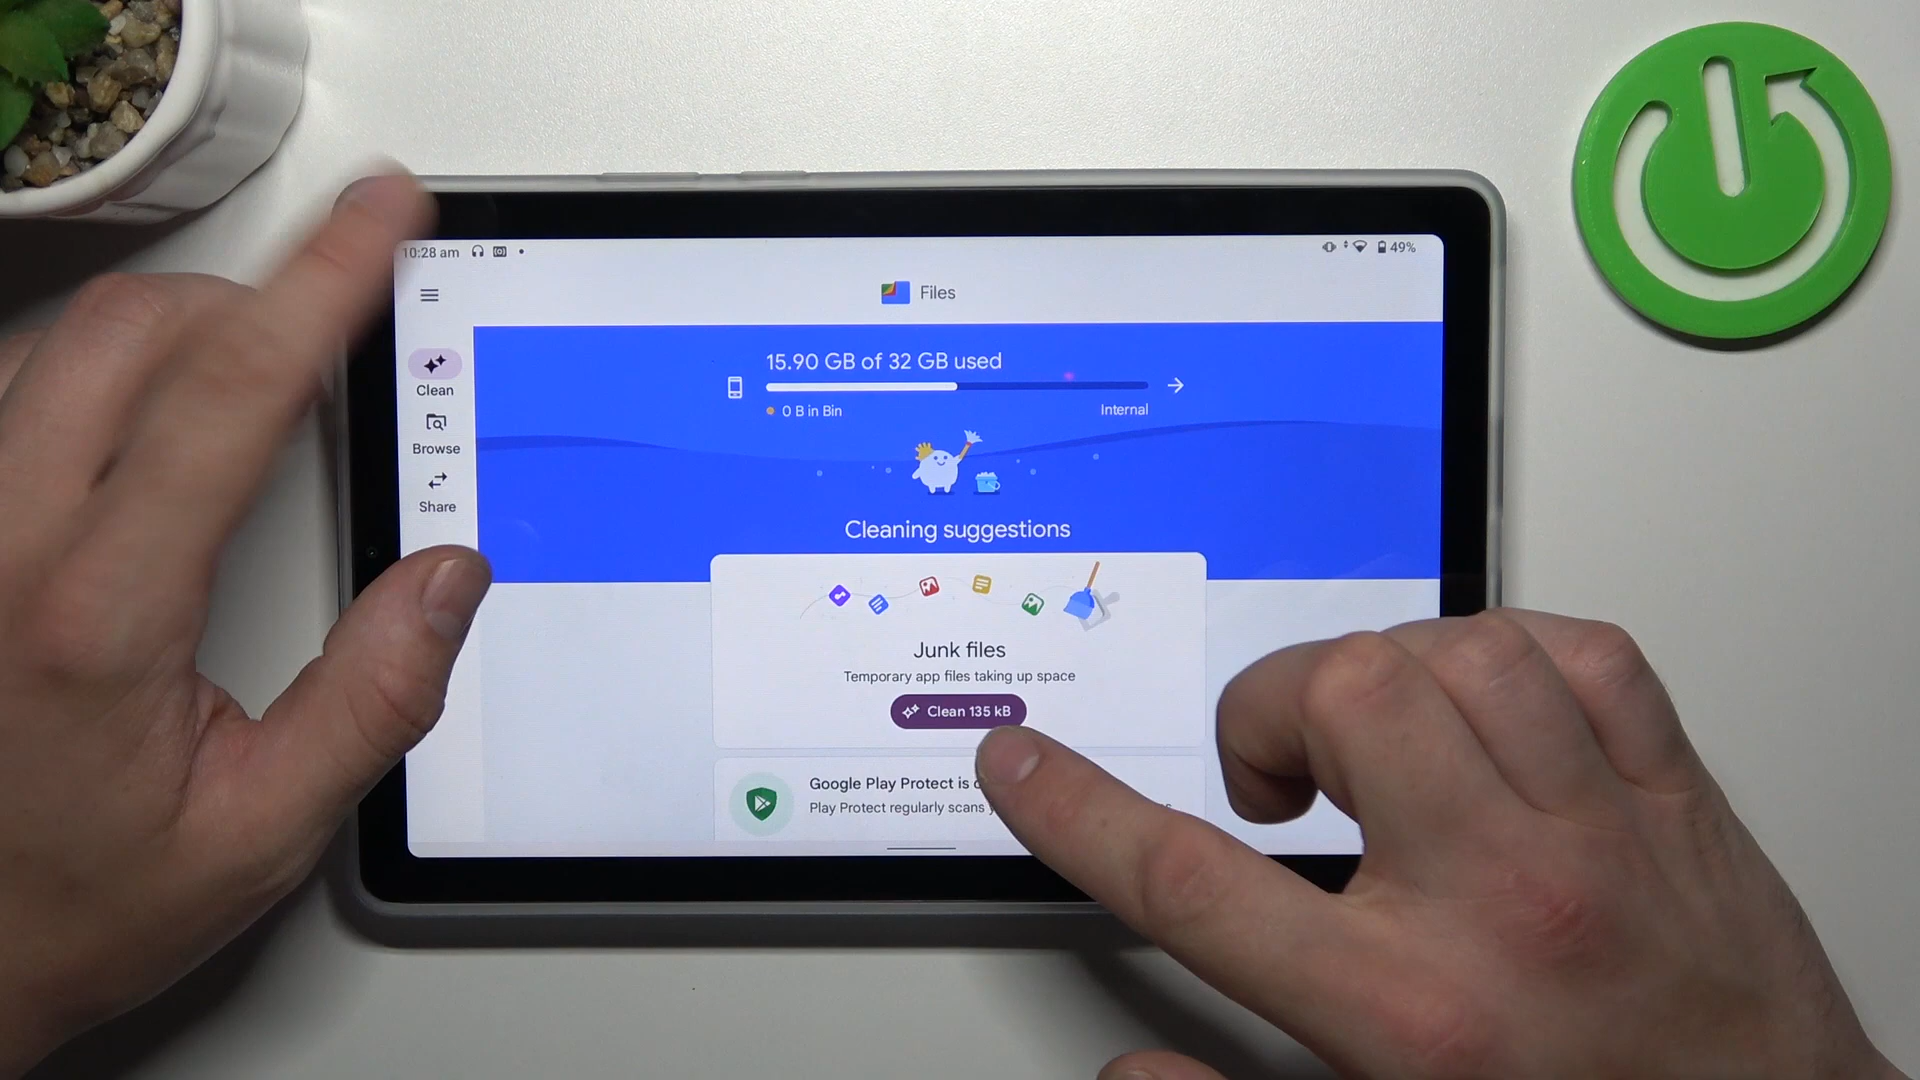 10:28 am
49%
Files
15.90 GB of 32 GB used
0 B in Bin
Internal
Clean
Browse
Share
Cleaning suggestions
Junk files
Temporary app files taking up space
Clean 135 kB
Google Play Protect is
Play Protect regularly scans